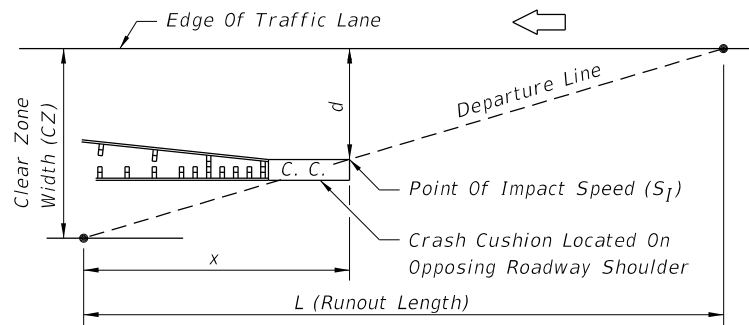 Edge Of Traffic Lane
Departure Line
d
Clear Zone
Width (CZ)
C. C.
Point Of Impact Speed (S_I)
Crash Cushion Located On
Opposing Roadway Shoulder
x
L (Runout Length)